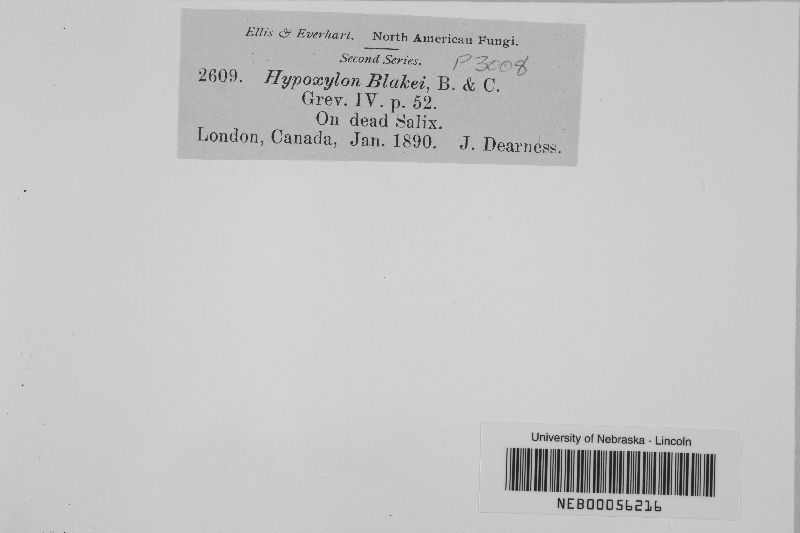 Ellis & Everhart. North American Fungi.
Second Series.
P3008
2609. Hypoxylon Blakei, B. & C.
Grev. IV. p. 52.
On dead Salix.
London, Canada, Jan. 1890. J. Dearness.
University of Nebraska - Lincoln
NEB00056216